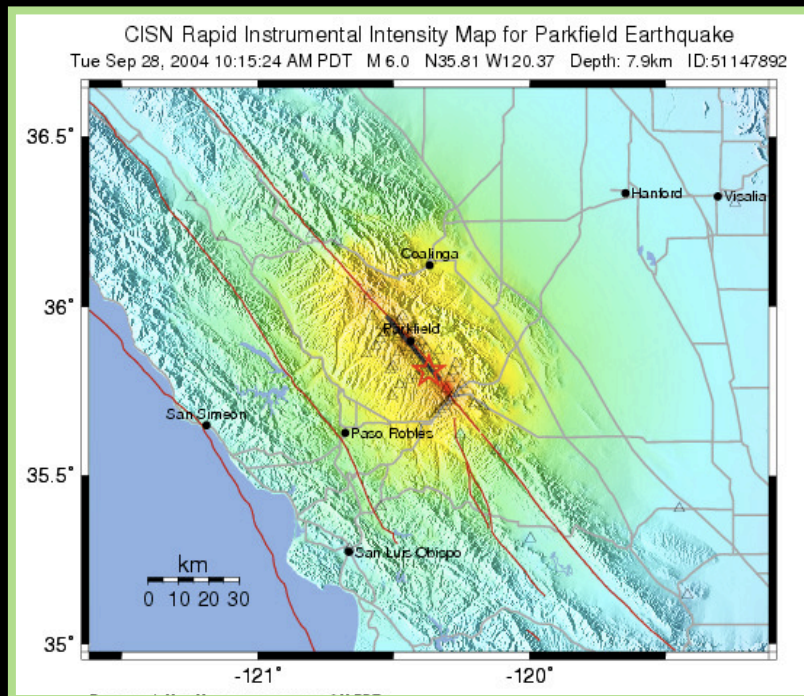 CISN Rapid Instrumental Intensity Map for Parkfield Earthquake
Tue Sep 28, 2004 10:15:24 AM PDT M 6.0 N35.81 W120.37 Depth: 7.9km ID:51147892
36.5°
Hanford
Visalia
Coalinga
36°
Parkfield
San Simeon
Paso Robles
35.5°
km
San Luis Obispo
0 10 20 30
35°
-121° -120°